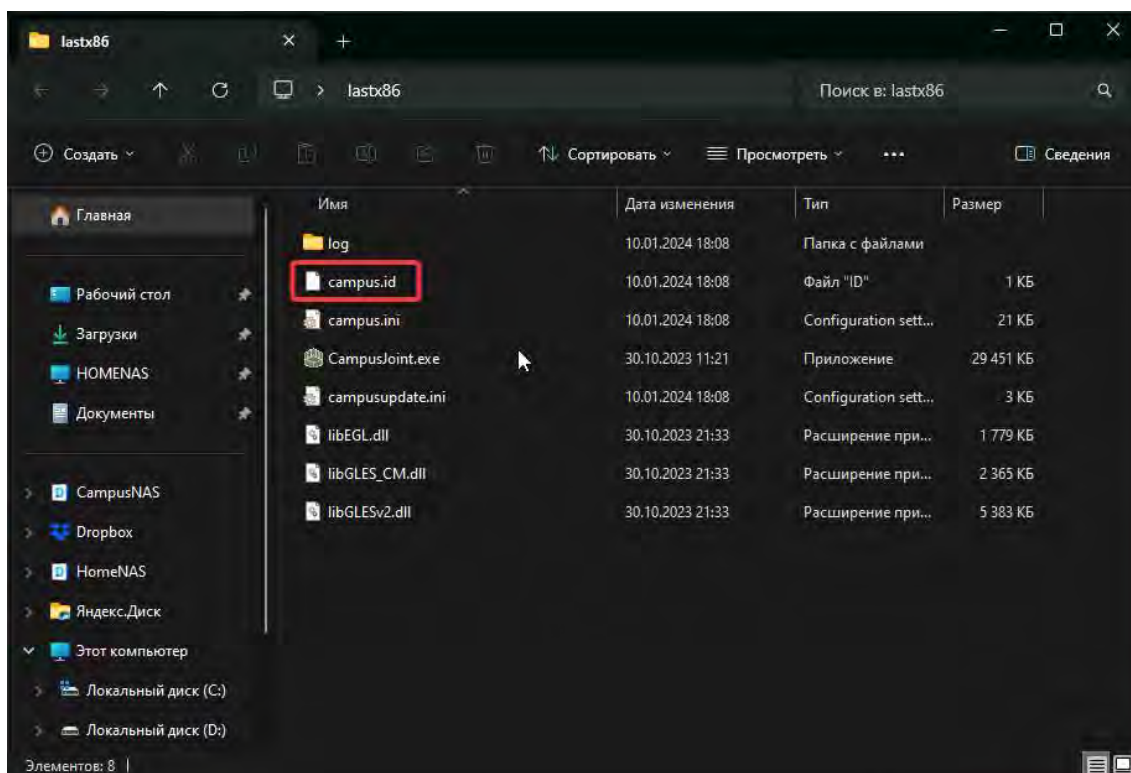 lastx86
lastx86
Поиск в: lastx86
Создать
Сортировать
Просмотреть
Сведения
Имя Дата изменения Тип Размер
log 10.01.2024 18:08 Папка с файлами
campus.id 10.01.2024 18:08 Файл "ID" 1 КБ
campus.ini 10.01.2024 18:08 Configuration sett... 21 КБ
CampusJoint.exe 30.10.2023 11:21 Приложение 29 451 КБ
campusupdate.ini 10.01.2024 18:08 Configuration sett... 3 КБ
libEGL.dll 30.10.2023 21:33 Расширение при... 1 779 КБ
libGLES_CM.dll 30.10.2023 21:33 Расширение при... 2 365 КБ
libGLESv2.dll 30.10.2023 21:33 Расширение при... 5 383 КБ
Главная
Рабочий стол
Загрузки
HOMENAS
Документы
CampusNAS
Dropbox
HomeNAS
Яндекс.Диск
Этот компьютер
Локальный диск (C:)
Локальный диск (D:)
Элементов: 8